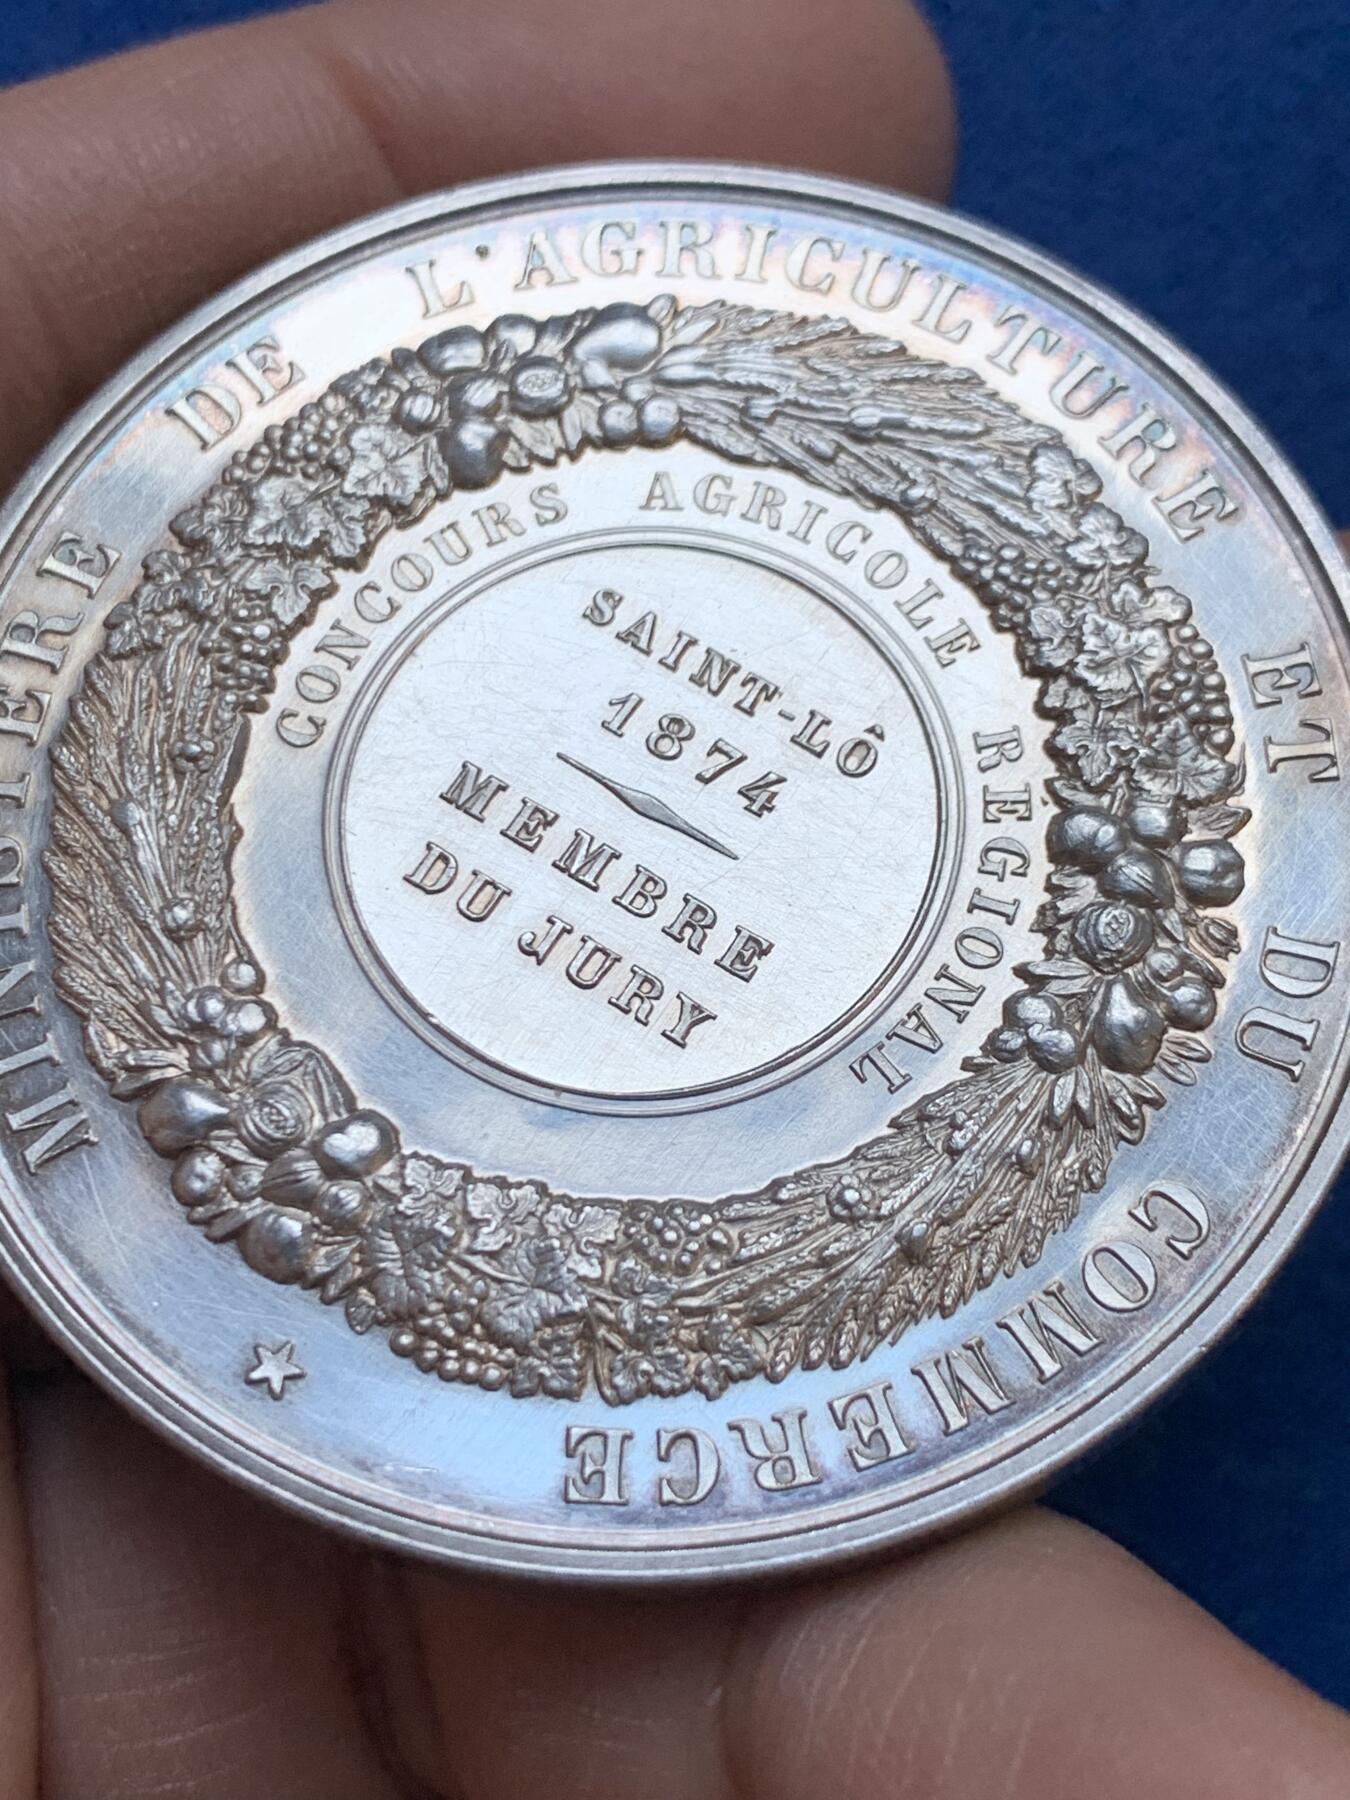 MINISTERE DE L'AGRICULTURE ET DU COMMERCE
CONCOURS AGRICOLE REGIONAL
SAINT-LÔ
1874
MEMBRE
DU JURY